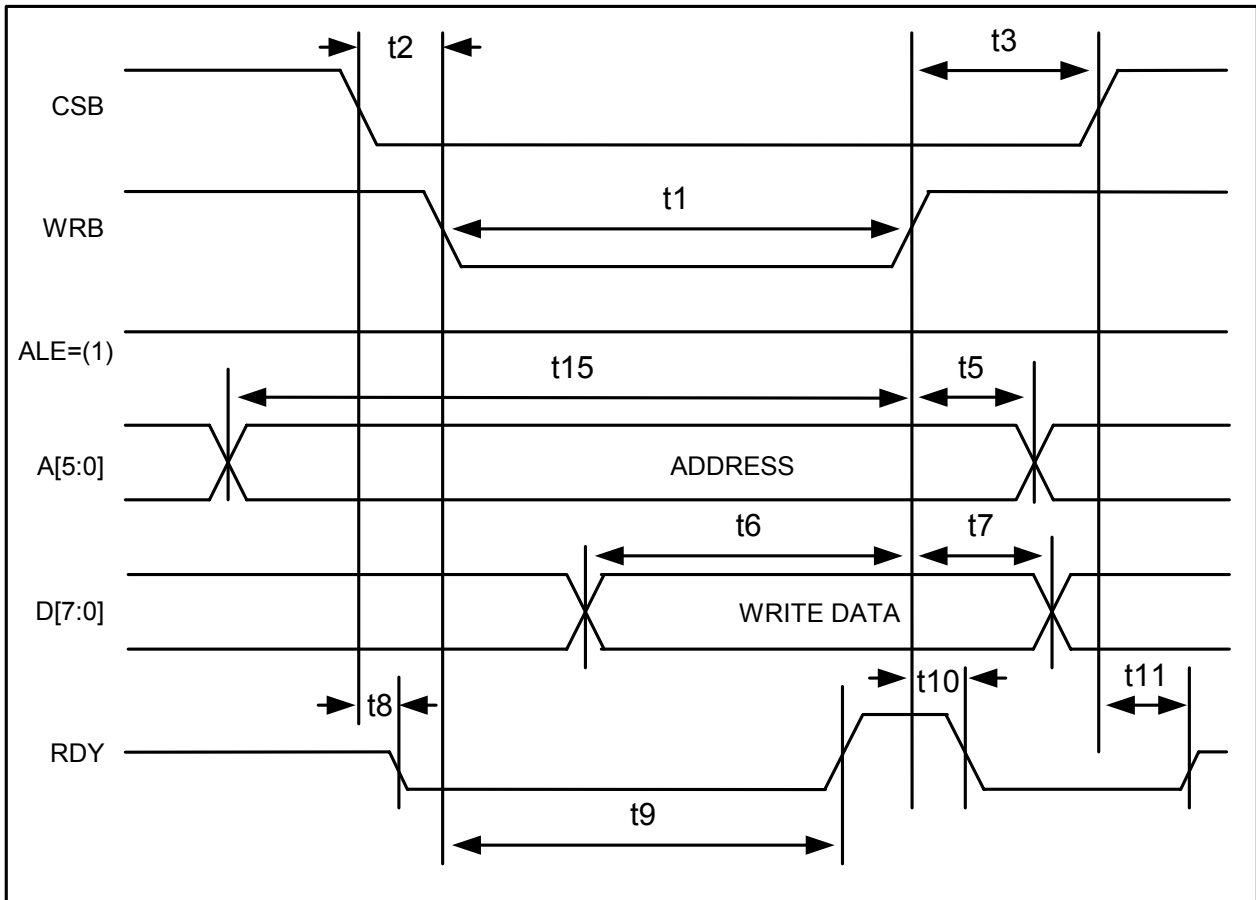 t2
t3
CSB
t1
WRB
ALE=(1)
t15
t5
A[5:0]
ADDRESS
t6
t7
D[7:0]
WRITE DATA
t8
t10
t11
RDY
t9